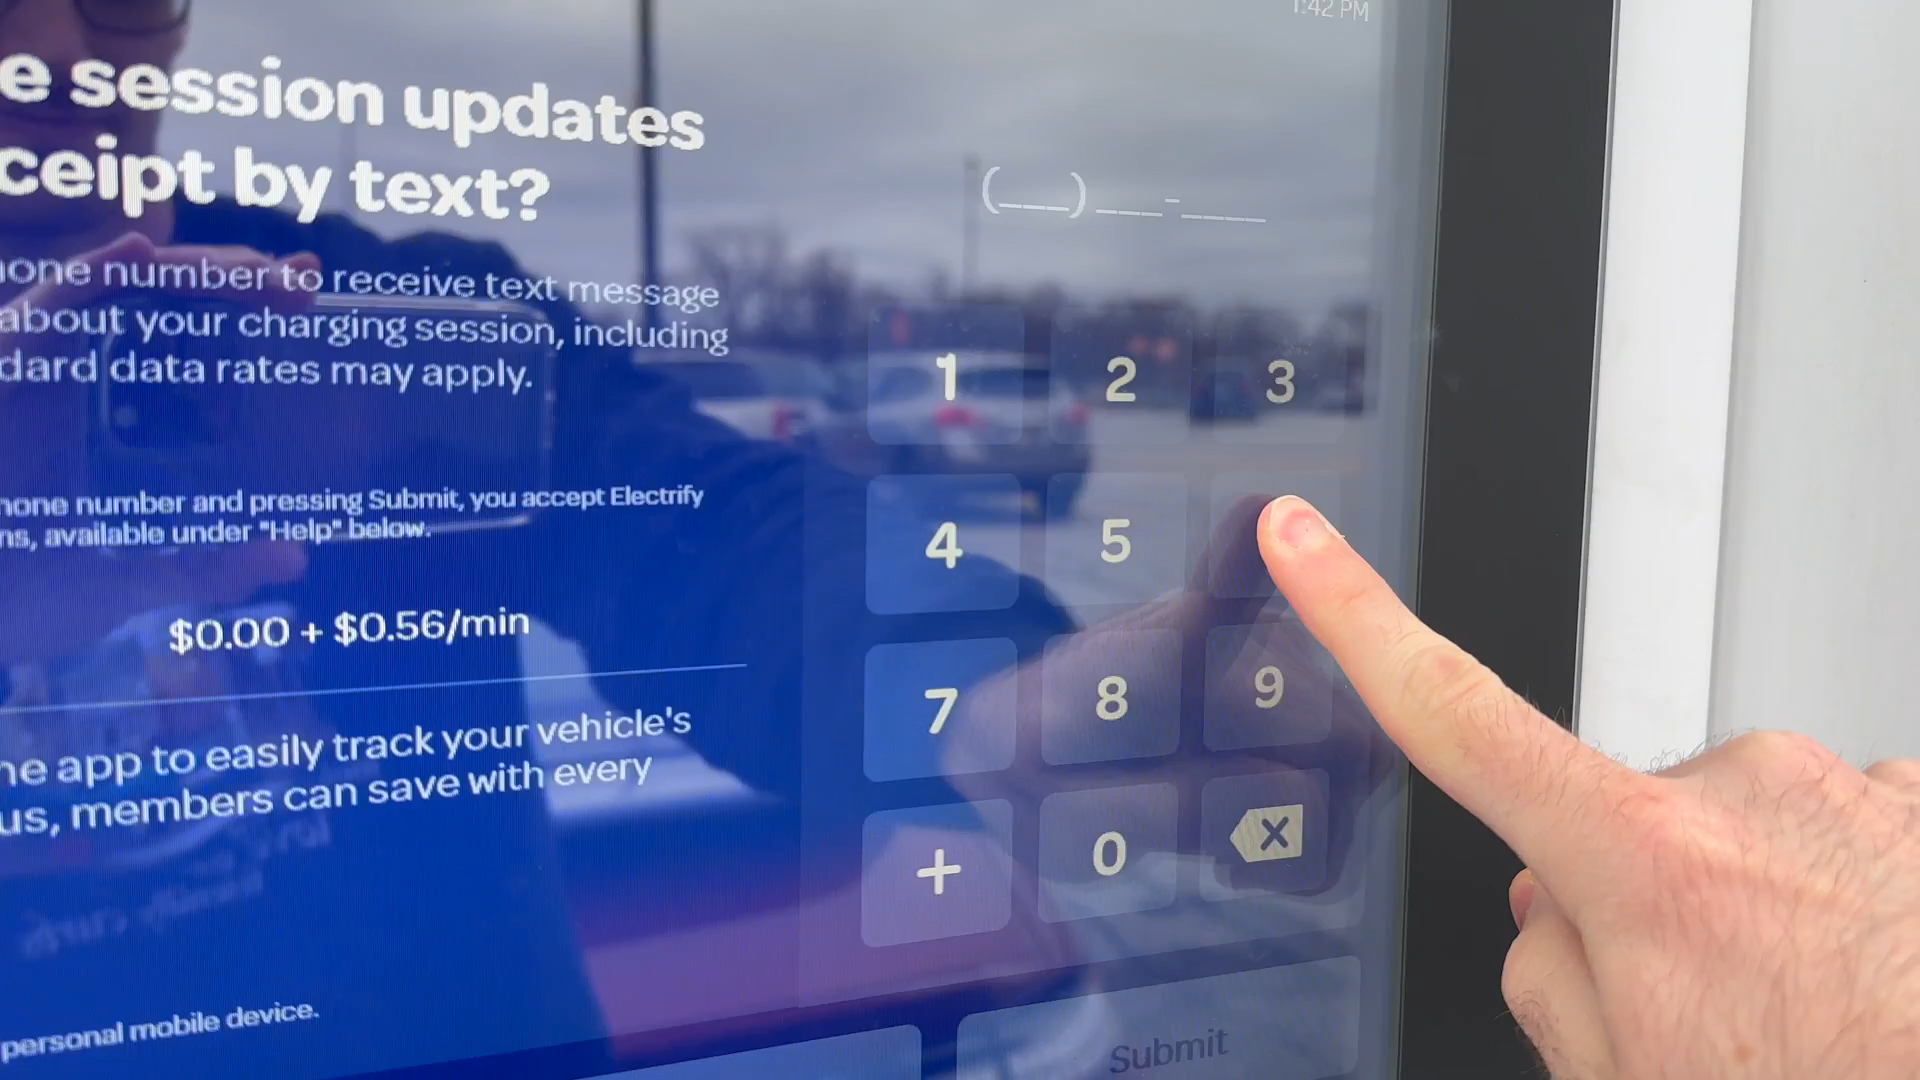 1:42 PM
e session updates
ceipt by text?
(___) ___-____
one number to receive text message
about your charging session, including
dard data rates may apply.
1 2 3
hone number and pressing Submit, you accept Electrify
ns, available under "Help" below.
4 5
$0.00 + $0.56/min
7 8 9
he app to easily track your vehicle's
us, members can save with every
+ 0 X
personal mobile device.
Submit